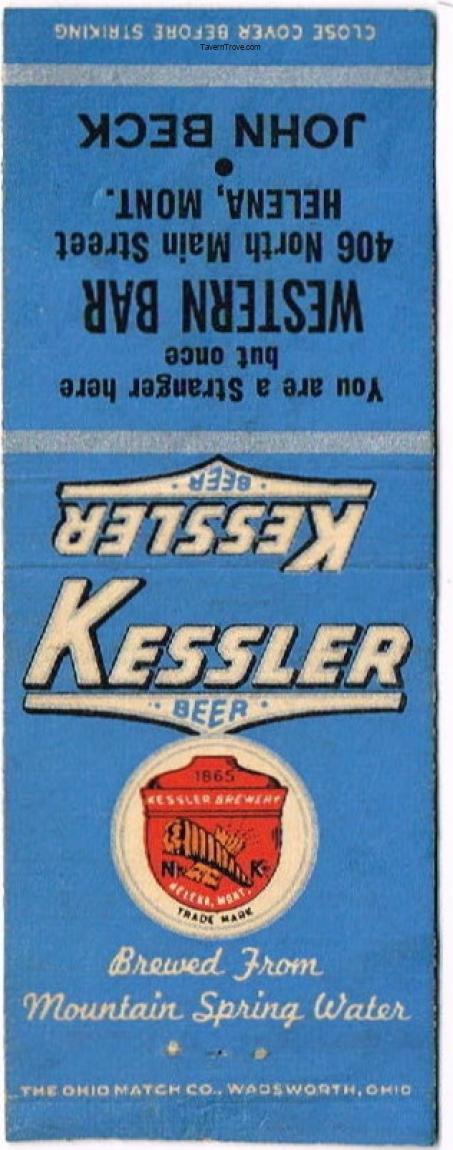 CLOSE COVER BEFORE STRIKING
TavernTrove.com
You are a Stranger here
but once
WESTERN BAR
406 North Main Street
HELENA, MONT.
JOHN BECK
KESSLER
BEER
KESSLER
BEER
1865
KESSLER BREWERY
N K
HELENA, MONT.
TRADE MARK
Brewed From
Mountain Spring Water
THE OHIO MATCH CO., WADSWORTH, OHIO